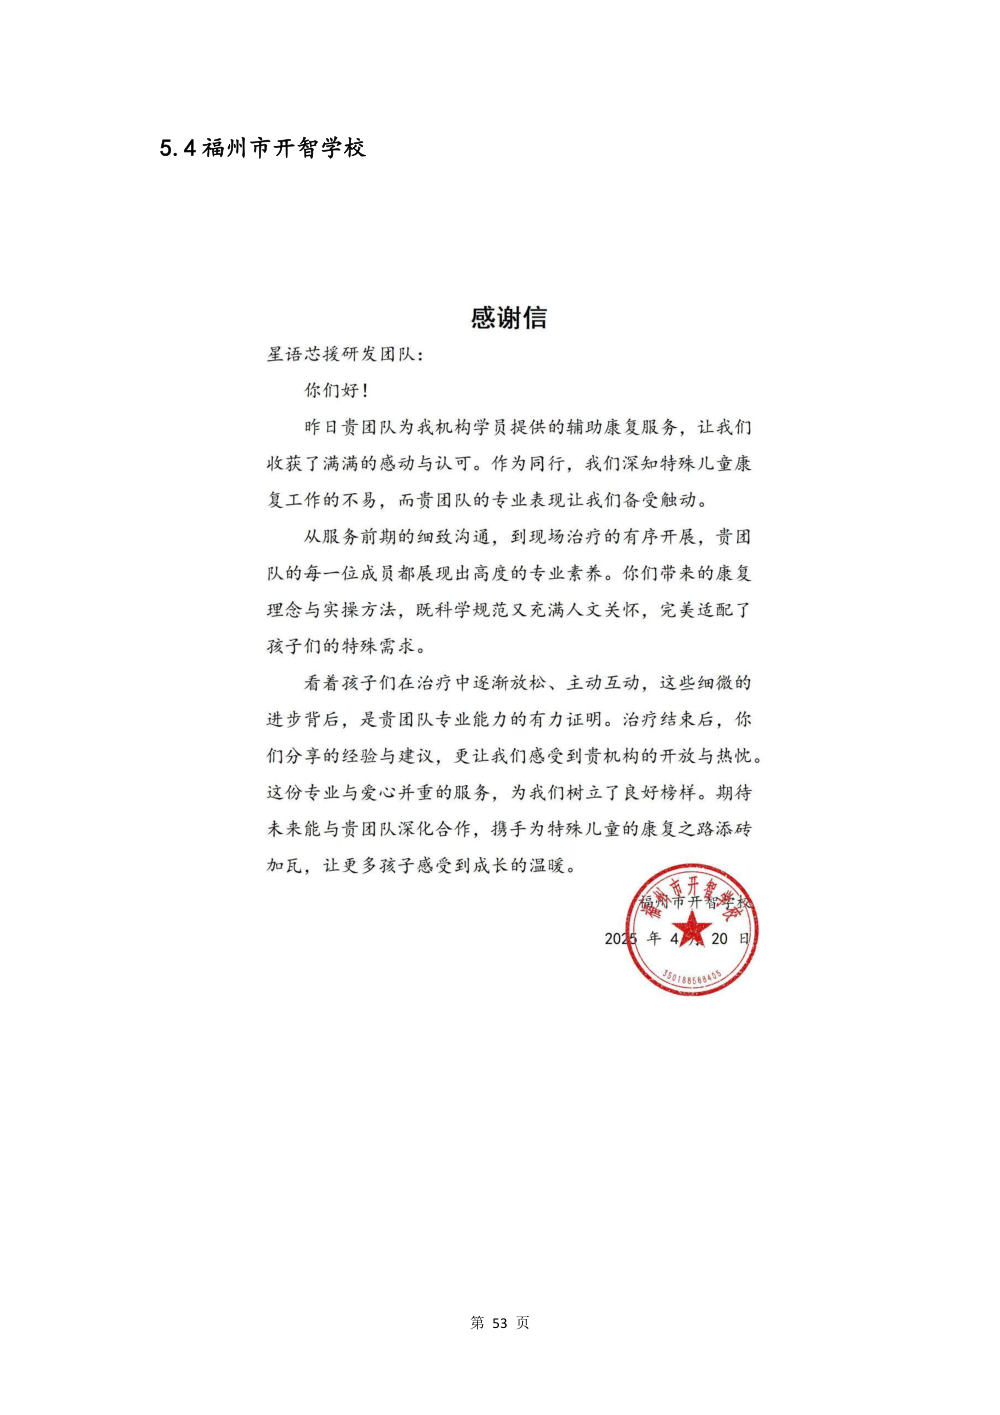 5.4福州市开智学校
感谢信
星语芯援研发团队：
你们好！
昨日贵团队为我机构学员提供的辅助康复服务，让我们
收获了满满的感动与认可。作为同行，我们深知特殊儿童康
复工作的不易，而贵团队的专业表现让我们备受触动。
从服务前期的细致沟通，到现场治疗的有序开展，贵团
队的每一位成员都展现出高度的专业素养。你们带来的康复
理念与实操方法，既科学规范又充满人文关怀，完美适配了
孩子们的特殊需求。
看着孩子们在治疗中逐渐放松、主动互动，这些细微的
进步背后，是贵团队专业能力的有力证明。治疗结束后，你
们分享的经验与建议，更让我们感受到贵机构的开放与热忱。
这份专业与爱心并重的服务，为我们树立了良好榜样。期待
未来能与贵团队深化合作，携手为特殊儿童的康复之路添砖
加瓦，让更多孩子感受到成长的温暖。
福州市开智学校
福州市开智学校
2025 年 4 月 20 日
第 53 页